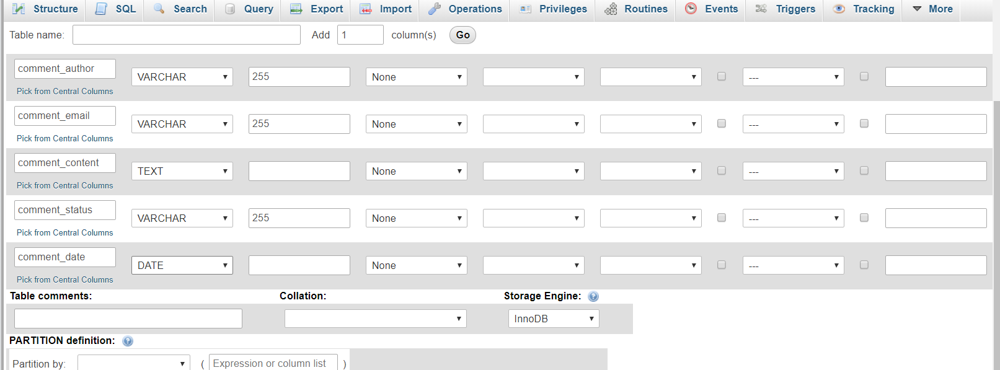 Structure SQL Search Query Export Import Operations Privileges Routines Events Triggers Tracking More
Table name: Add 1 column(s) Go
comment_author VARCHAR 255 None ---
Pick from Central Columns
comment_email VARCHAR 255 None ---
Pick from Central Columns
comment_content TEXT None ---
Pick from Central Columns
comment_status VARCHAR 255 None ---
Pick from Central Columns
comment_date DATE None ---
Pick from Central Columns
Table comments: Collation: Storage Engine:
InnoDB
PARTITION definition:
Partition by: ( Expression or column list )